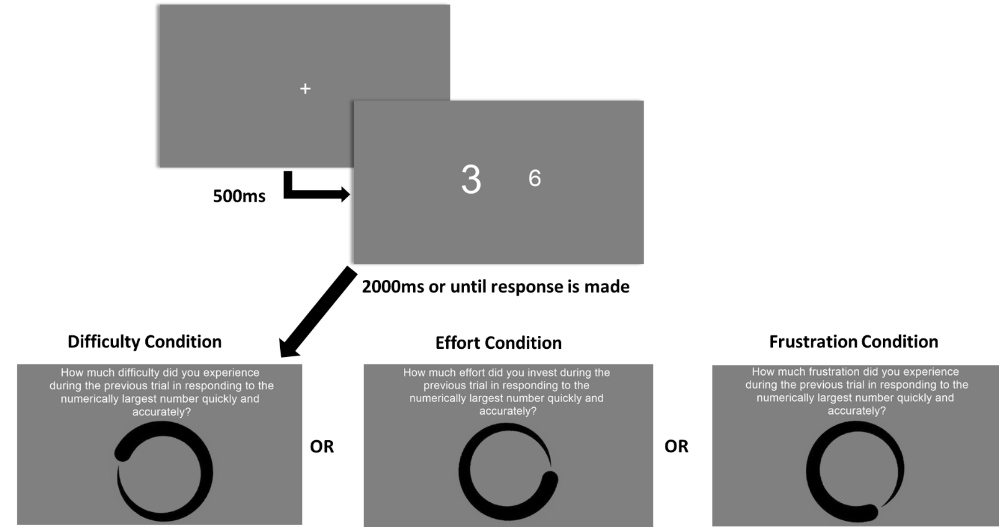 +
3 6
500ms
2000ms or until response is made
Difficulty Condition
How much difficulty did you experience
during the previous trial in responding to the
numerically largest number quickly and
accurately?
OR
Effort Condition
How much effort did you invest during the
previous trial in responding to the
numerically largest number quickly and
accurately?
OR
Frustration Condition
How much frustration did you experience
during the previous trial in responding to the
numerically largest number quickly and
accurately?